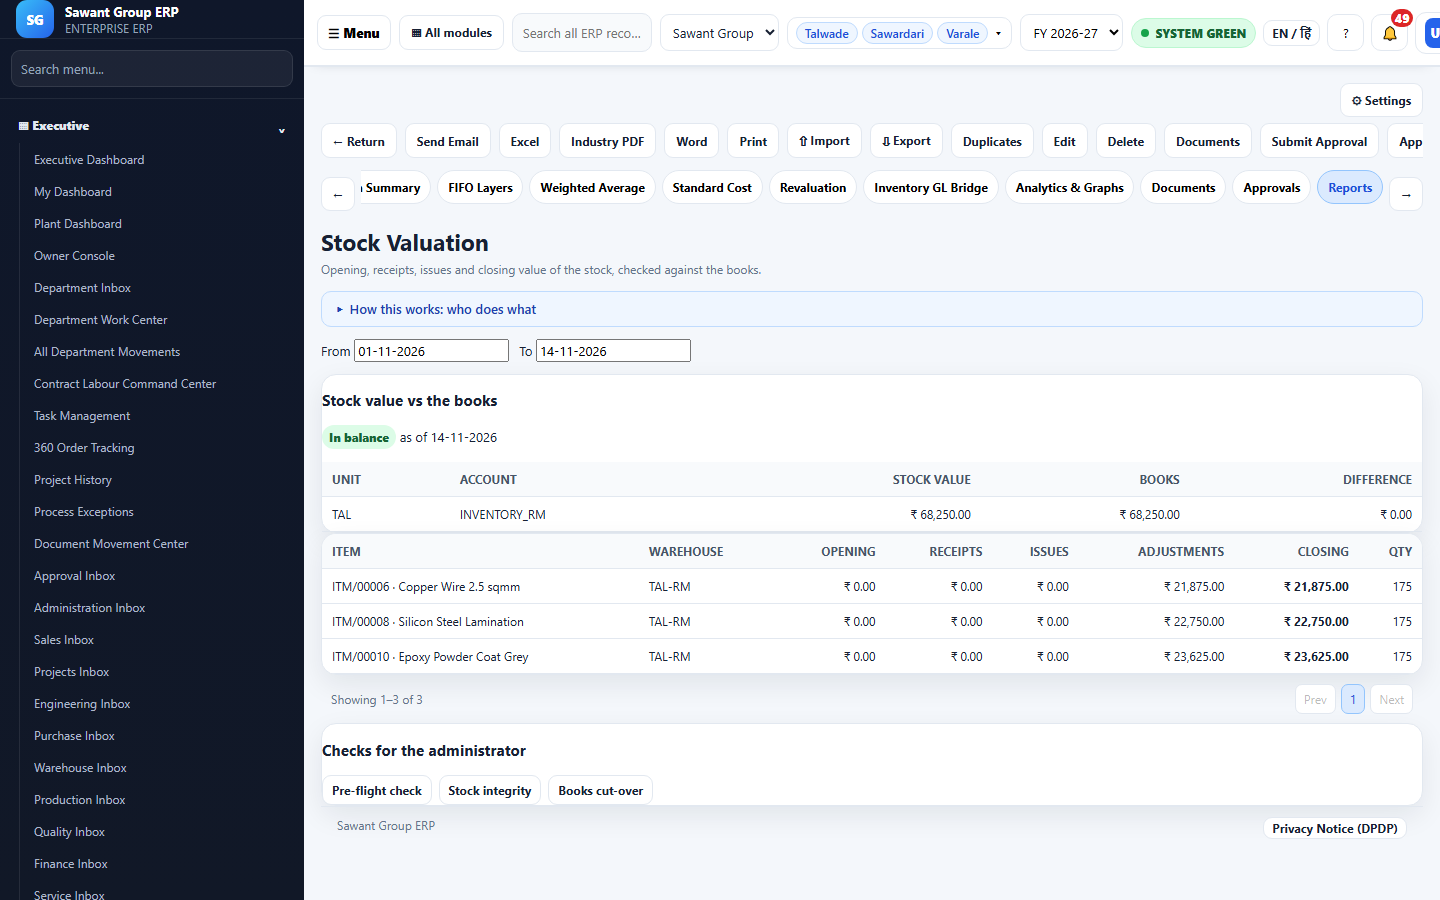 SG
Sawant Group ERP
ENTERPRISE ERP
☰ Menu
All modules
Search all ERP reco...
Sawant Group
Talwade Sawardari Varale
FY 2026-27
SYSTEM GREEN
EN / हिं
?
49
U
Search menu...
Settings
Executive
← Return
Send Email
Excel
Industry PDF
Word
Print
⇧ Import
⇩ Export
Duplicates
Edit
Delete
Documents
Submit Approval
App
←
Summary
FIFO Layers
Weighted Average
Standard Cost
Revaluation
Inventory GL Bridge
Analytics & Graphs
Documents
Approvals
Reports
→
Executive Dashboard
My Dashboard
Plant Dashboard
Owner Console
Department Inbox
Department Work Center
All Department Movements
Contract Labour Command Center
Task Management
360 Order Tracking
Project History
Process Exceptions
Document Movement Center
Approval Inbox
Administration Inbox
Sales Inbox
Projects Inbox
Engineering Inbox
Purchase Inbox
Warehouse Inbox
Production Inbox
Quality Inbox
Finance Inbox
Service Inbox
Stock Valuation
Opening, receipts, issues and closing value of the stock, checked against the books.
How this works: who does what
From 01-11-2026 To 14-11-2026
Stock value vs the books
In balance as of 14-11-2026
UNIT ACCOUNT STOCK VALUE BOOKS DIFFERENCE
TAL INVENTORY_RM ₹ 68,250.00 ₹ 68,250.00 ₹ 0.00
ITEM WAREHOUSE OPENING RECEIPTS ISSUES ADJUSTMENTS CLOSING QTY
ITM/00006 · Copper Wire 2.5 sqmm TAL-RM ₹ 0.00 ₹ 0.00 ₹ 0.00 ₹ 21,875.00 ₹ 21,875.00 175
ITM/00008 · Silicon Steel Lamination TAL-RM ₹ 0.00 ₹ 0.00 ₹ 0.00 ₹ 22,750.00 ₹ 22,750.00 175
ITM/00010 · Epoxy Powder Coat Grey TAL-RM ₹ 0.00 ₹ 0.00 ₹ 0.00 ₹ 23,625.00 ₹ 23,625.00 175
Showing 1–3 of 3
Prev 1 Next
Checks for the administrator
Pre-flight check
Stock integrity
Books cut-over
Sawant Group ERP
Privacy Notice (DPDP)